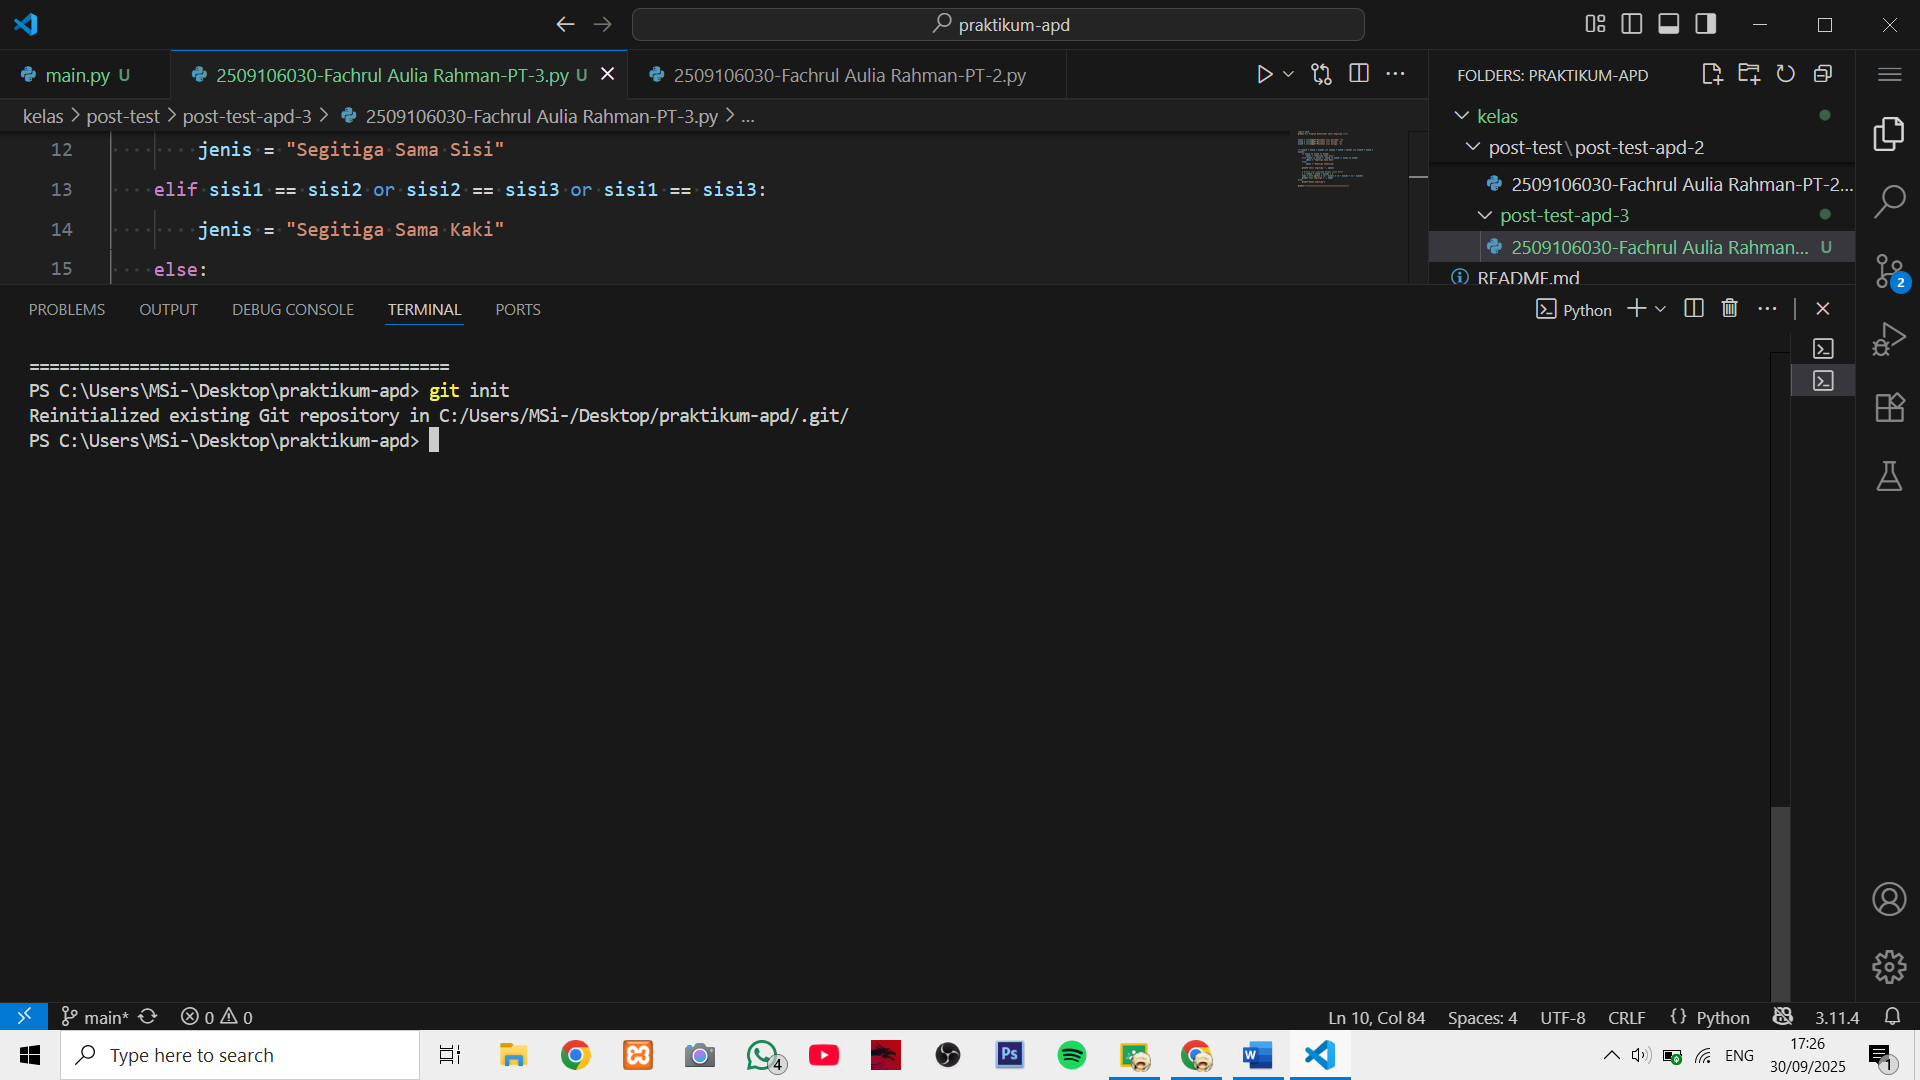 praktikum-apd
main.py U
2509106030-Fachrul Aulia Rahman-PT-3.py U
2509106030-Fachrul Aulia Rahman-PT-2.py
kelas > post-test > post-test-apd-3 > 2509106030-Fachrul Aulia Rahman-PT-3.py > ...
12 jenis = "Segitiga Sama Sisi"
13 elif sisi1 == sisi2 or sisi2 == sisi3 or sisi1 == sisi3:
14 jenis = "Segitiga Sama Kaki"
15 else:
FOLDERS: PRAKTIKUM-APD
kelas
post-test\post-test-apd-2
2509106030-Fachrul Aulia Rahman-PT-2...
post-test-apd-3
2509106030-Fachrul Aulia Rahman... U
README.md
2
PROBLEMS OUTPUT DEBUG CONSOLE TERMINAL PORTS
Python
==========================================
PS C:\Users\MSi-\Desktop\praktikum-apd> git init
Reinitialized existing Git repository in C:/Users/MSi-/Desktop/praktikum-apd/.git/
PS C:\Users\MSi-\Desktop\praktikum-apd>
main* 0 0
Ln 10, Col 84 Spaces: 4 UTF-8 CRLF {} Python 3.11.4
Type here to search
4
Ps
W
ENG
17:26
30/09/2025
1